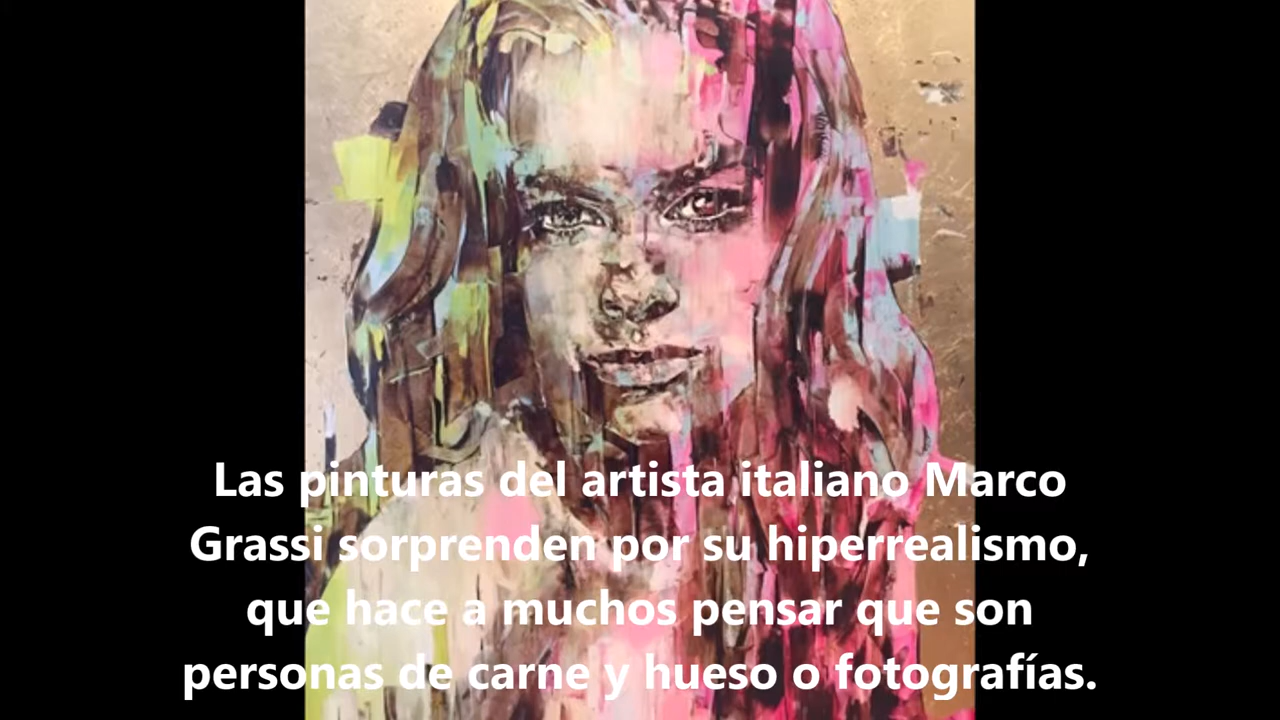 Las pinturas del artista italiano Marco
Grassi sorprenden por su hiperrealismo,
que hace a muchos pensar que son
personas de carne y hueso o fotografías.